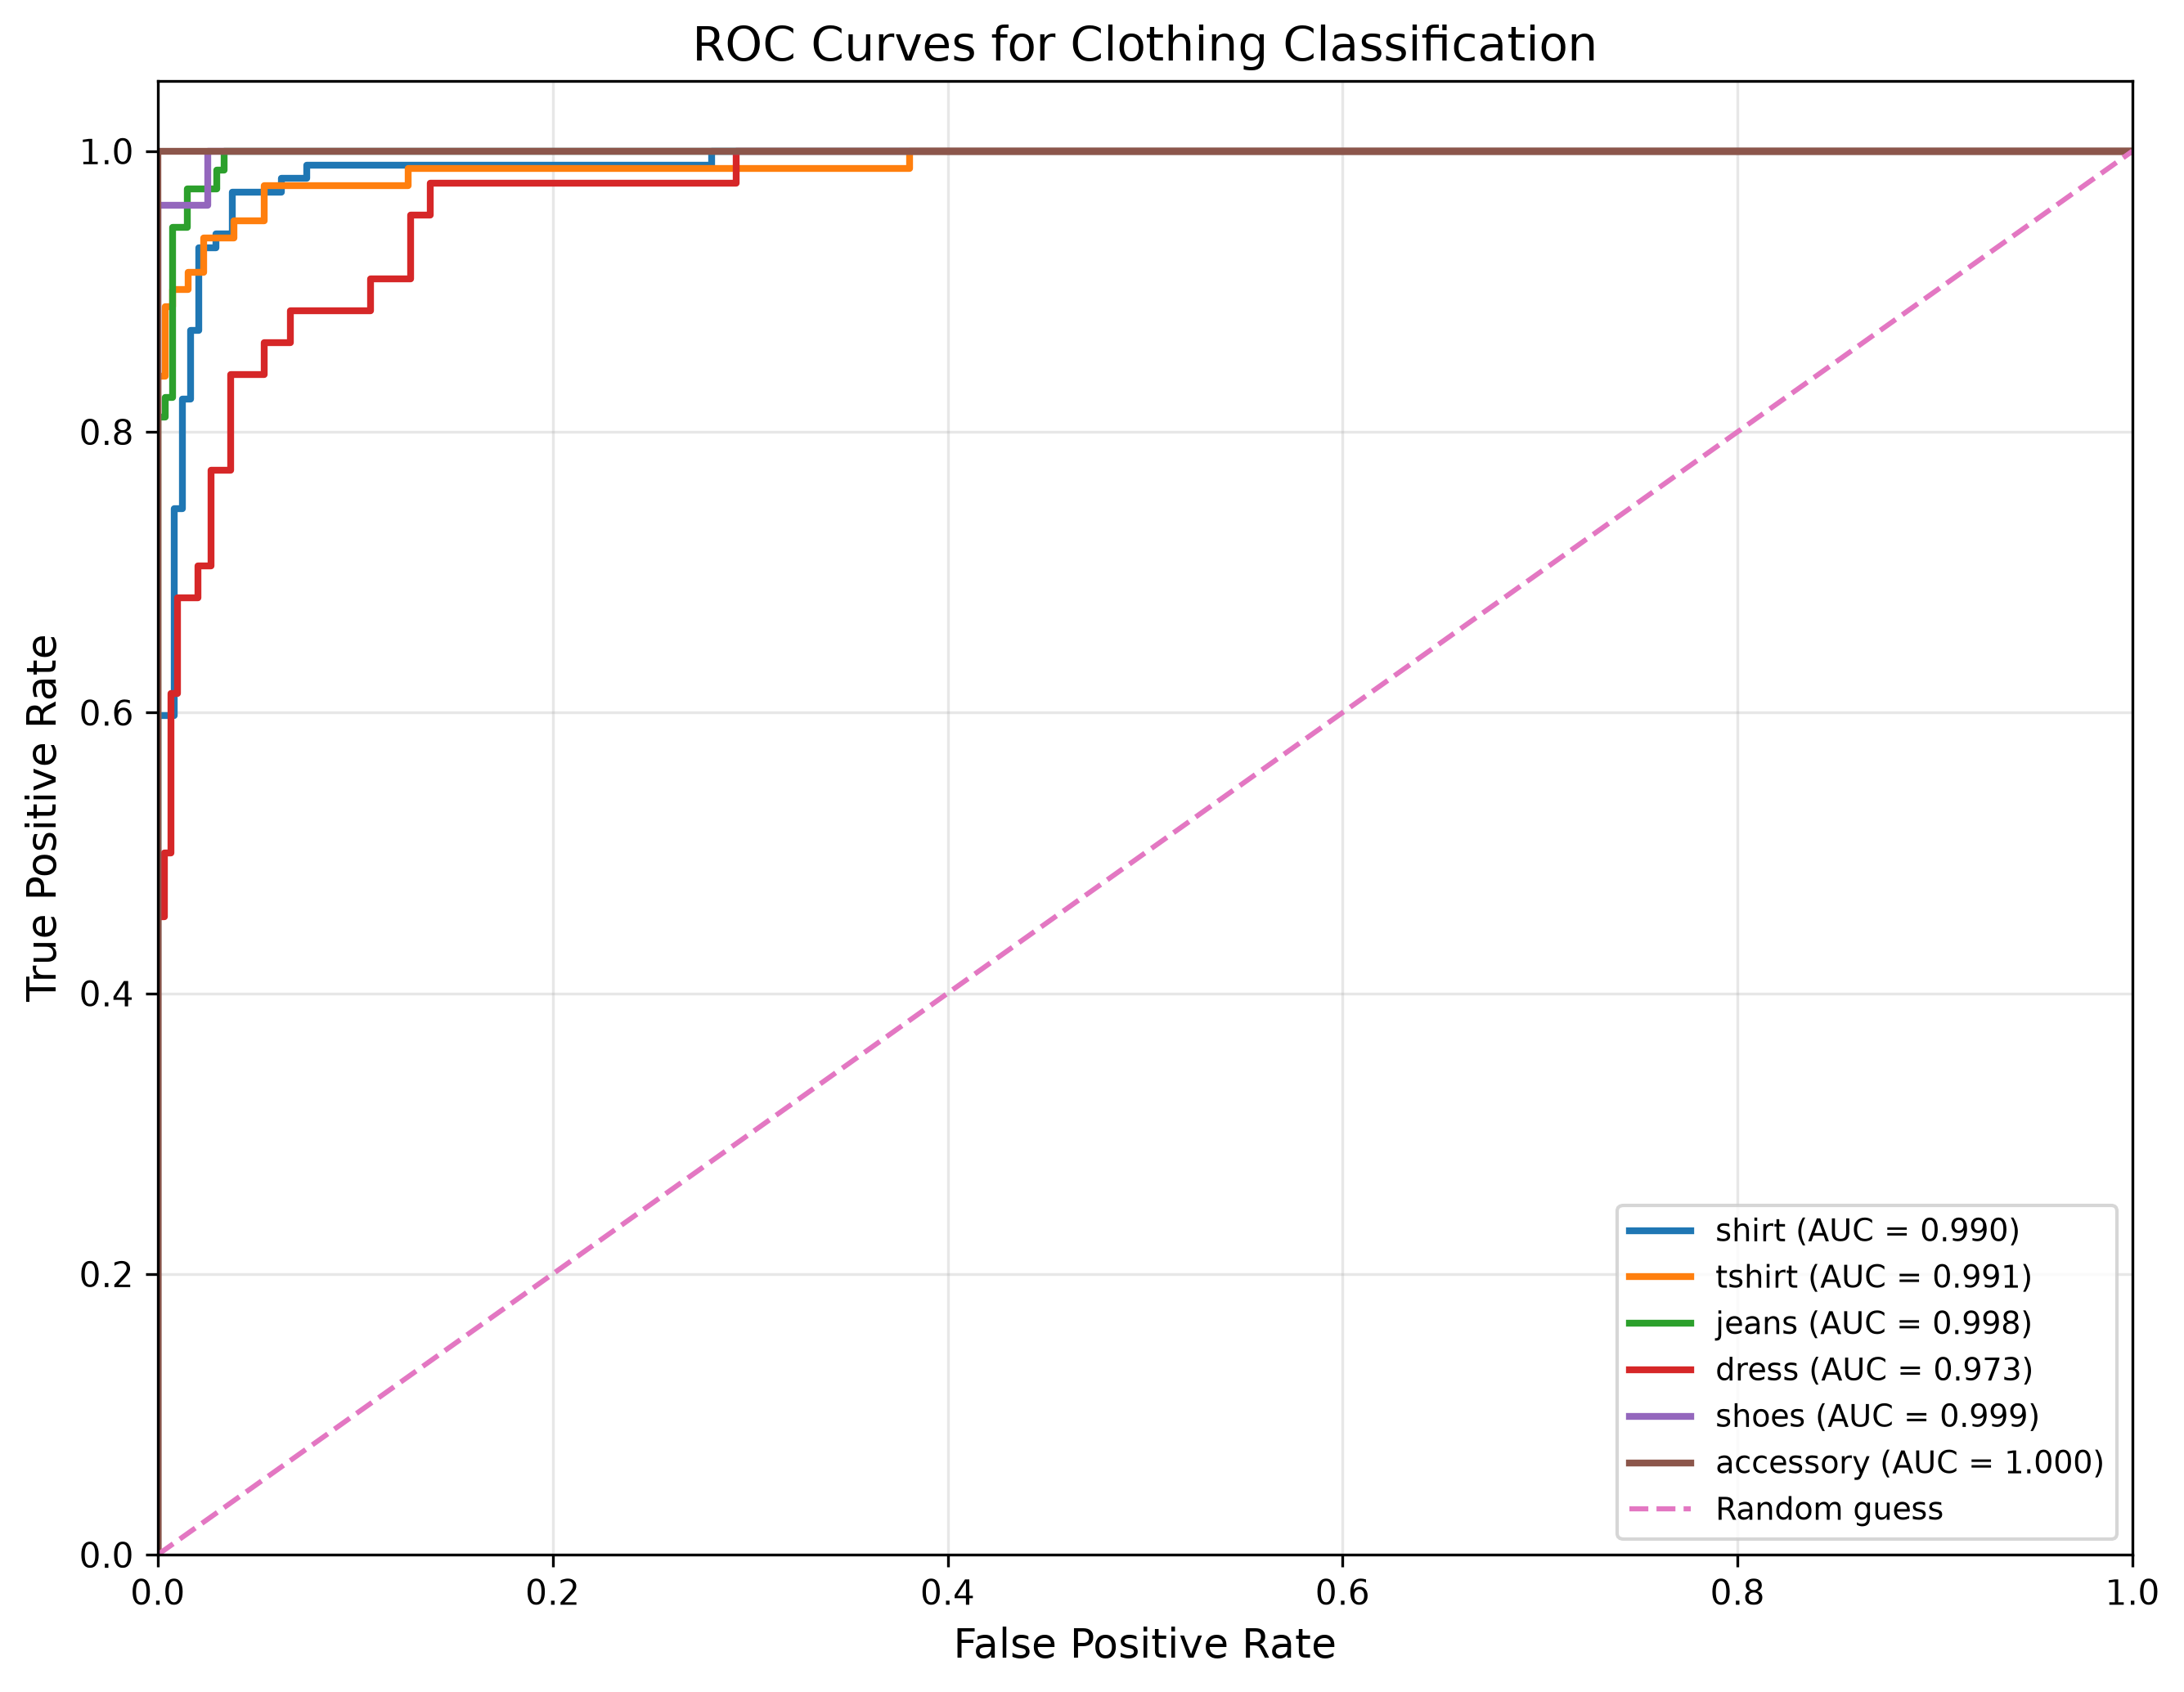 ROC Curves for Clothing Classification
True Positive Rate
1.0
0.8
0.6
0.4
0.2
0.0
0.0 0.2 0.4 0.6 0.8 1.0
False Positive Rate
shirt (AUC = 0.990)
tshirt (AUC = 0.991)
jeans (AUC = 0.998)
dress (AUC = 0.973)
shoes (AUC = 0.999)
accessory (AUC = 1.000)
Random guess